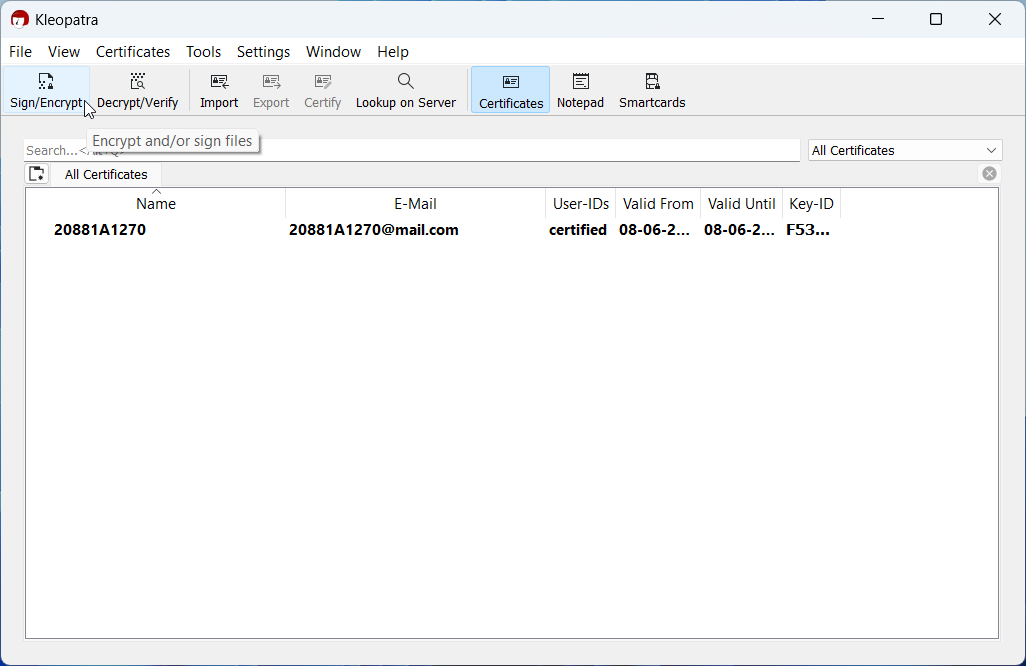 Kleopatra
File View Certificates Tools Settings Window Help
Sign/Encrypt Decrypt/Verify Import Export Certify Lookup on Server Certificates Notepad Smartcards
Encrypt and/or sign files
Search... All Certificates
All Certificates
Name E-Mail User-IDs Valid From Valid Until Key-ID
20881A1270 20881A1270@mail.com certified 08-06-2... 08-06-2... F53...